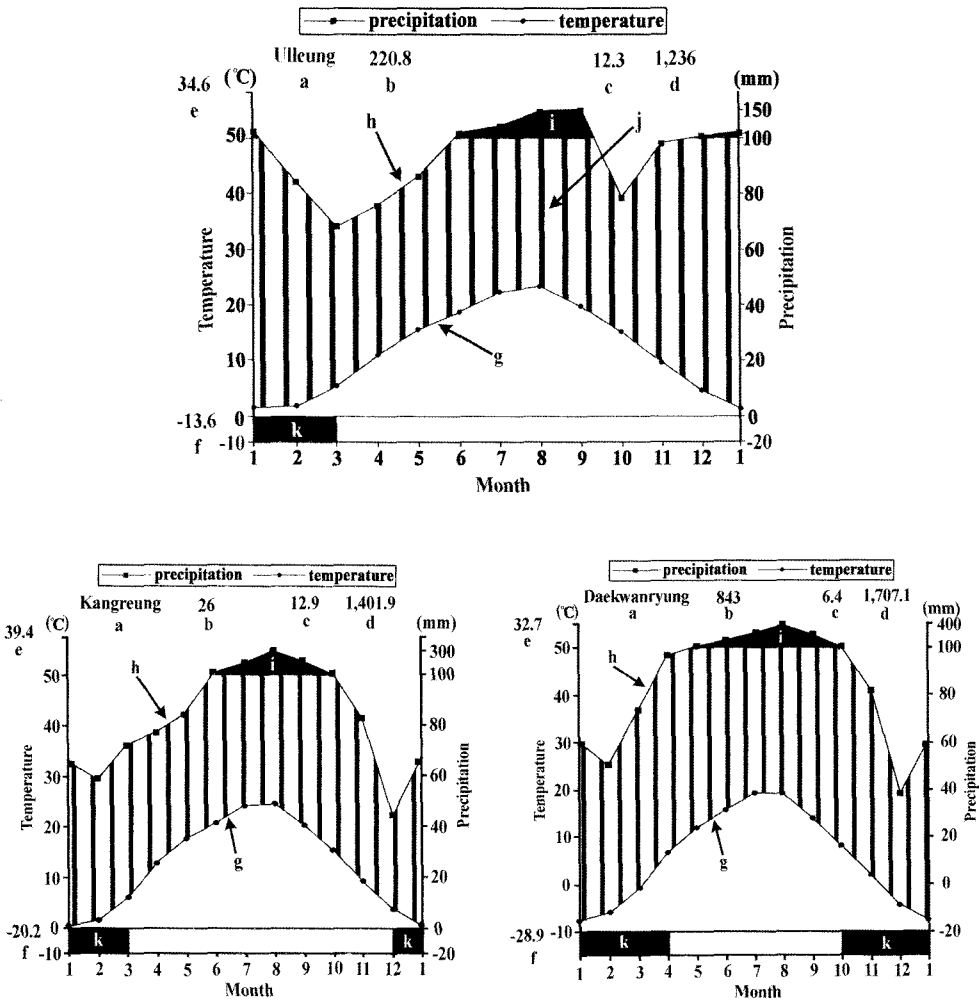 precipitation temperature
Ulleung 220.8 12.3 1,236
34.6 (℃) a b c d (mm)
e
h i j
50 40 30 20 10 0 -10
150 100 80 60 40 20 0 -20
Temperature
Precipitation
g
-13.6
f
k
1 2 3 4 5 6 7 8 9 10 11 12 1
Month
precipitation temperature
Kangreung 26 12.9 1,401.9
39.4 (℃) a b c d (mm)
e
h i
50 40 30 20 10 0 -10
300 100 80 60 40 20 0 -20
Temperature
Precipitation
g
-20.2
f
k k
1 2 3 4 5 6 7 8 9 10 11 12 1
Month
precipitation temperature
Daekwanryung 843 6.4 1,707.1
32.7 (℃) a b c d (mm)
e
h i
50 40 30 20 10 0 -10
400 100 80 60 40 20 0 -20
Temperature
Precipitation
g
-28.9
f
k k
1 2 3 4 5 6 7 8 9 10 11 12 1
Month